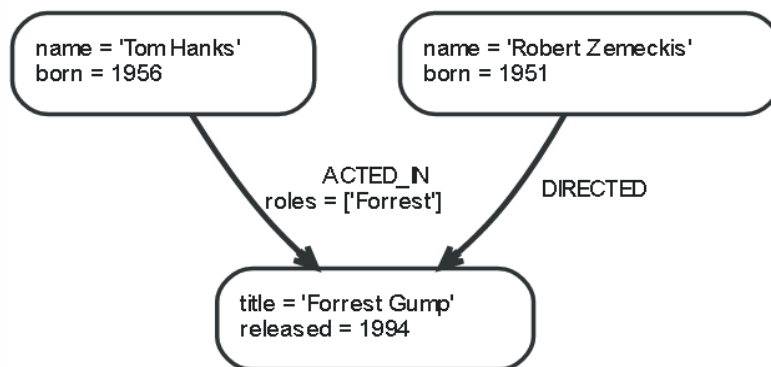 name = 'Tom Hanks'
born = 1956
name = 'Robert Zemeckis'
born = 1951
ACTED_IN
roles = ['Forrest']
DIRECTED
title = 'Forrest Gump'
released = 1994